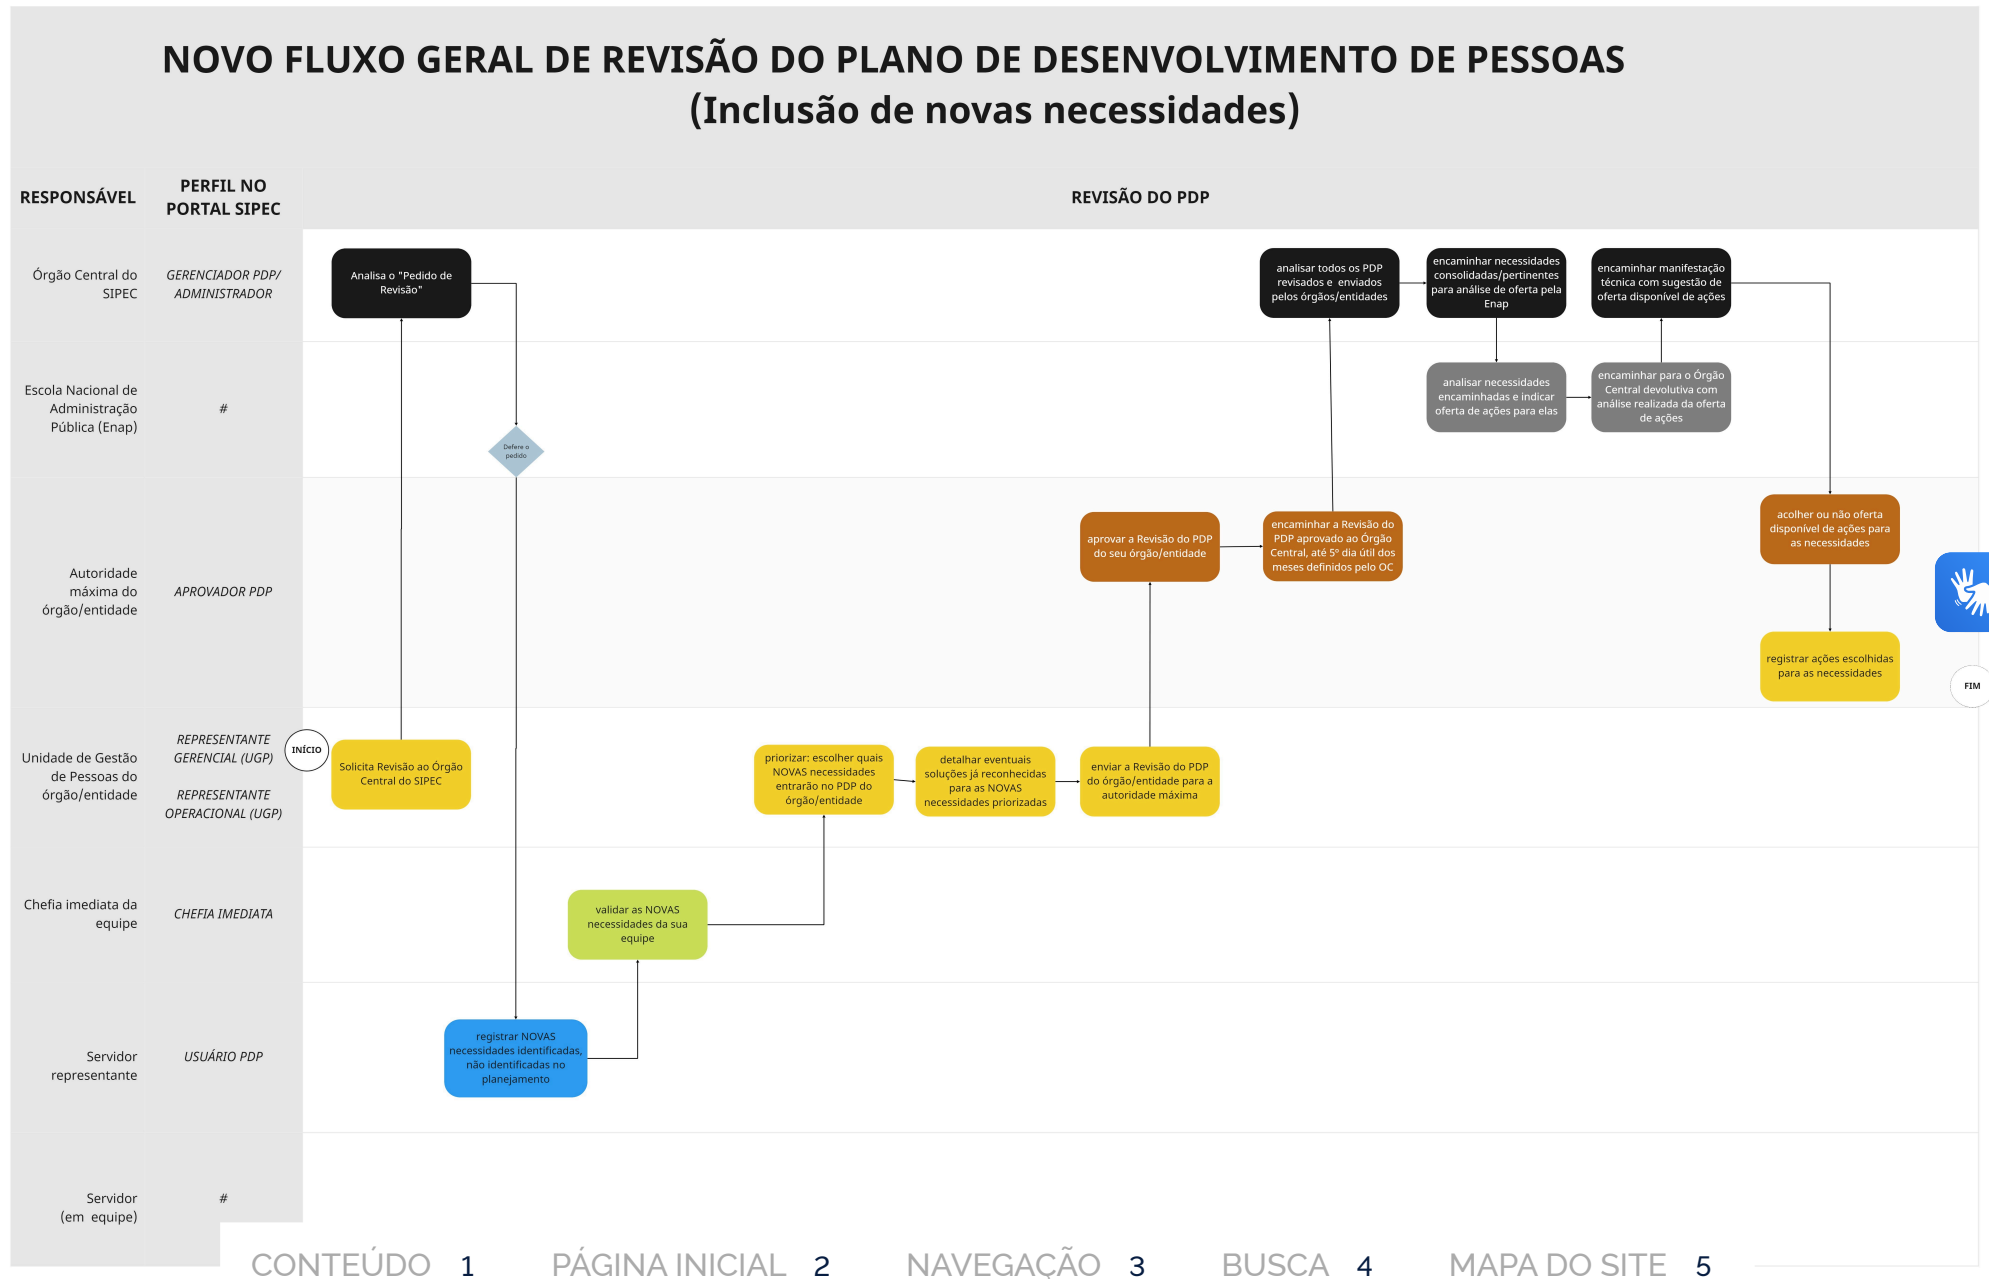 NOVO FLUXO GERAL DE REVISÃO DO PLANO DE DESENVOLVIMENTO DE PESSOAS
(Inclusão de novas necessidades)
RESPONSÁVEL
PERFIL NO
PORTAL SIPEC
REVISÃO DO PDP
Órgão Central do
SIPEC
GERENCIADOR PDP/
ADMINISTRADOR
Analisa o "Pedido de
Revisão"
analisar todos os PDP
revisados e enviados
pelos órgãos/entidades
encaminhar necessidades
consolidadas/pertinentes
para análise de oferta pela
Enap
encaminhar manifestação
técnica com sugestão de
oferta disponível de ações
Escola Nacional de
Administração
Pública (Enap)
#
Defere o
pedido
analisar necessidades
encaminhadas e indicar
oferta de ações para elas
encaminhar para o Órgão
Central devolutiva com
análise realizada da oferta
de ações
Autoridade
máxima do
órgão/entidade
APROVADOR PDP
aprovar a Revisão do PDP
do seu órgão/entidade
encaminhar a Revisão do
PDP aprovado ao Órgão
Central, até 5º dia útil dos
meses definidos pelo OC
acolher ou não oferta
disponível de ações para
as necessidades
registrar ações escolhidas
para as necessidades
FIM
Unidade de Gestão
de Pessoas do
órgão/entidade
REPRESENTANTE
GERENCIAL (UGP)
REPRESENTANTE
OPERACIONAL (UGP)
INÍCIO
Solicita Revisão ao Órgão
Central do SIPEC
priorizar: escolher quais
NOVAS necessidades
entrarão no PDP do
órgão/entidade
detalhar eventuais
soluções já reconhecidas
para as NOVAS
necessidades priorizadas
enviar a Revisão do PDP
do órgão/entidade para a
autoridade máxima
Chefia imediata da
equipe
CHEFIA IMEDIATA
validar as NOVAS
necessidades da sua
equipe
Servidor
representante
USUÁRIO PDP
registrar NOVAS
necessidades identificadas,
não identificadas no
planejamento
Servidor
(em equipe)
#
CONTEÚDO 1 PÁGINA INICIAL 2 NAVEGAÇÃO 3 BUSCA 4 MAPA DO SITE 5